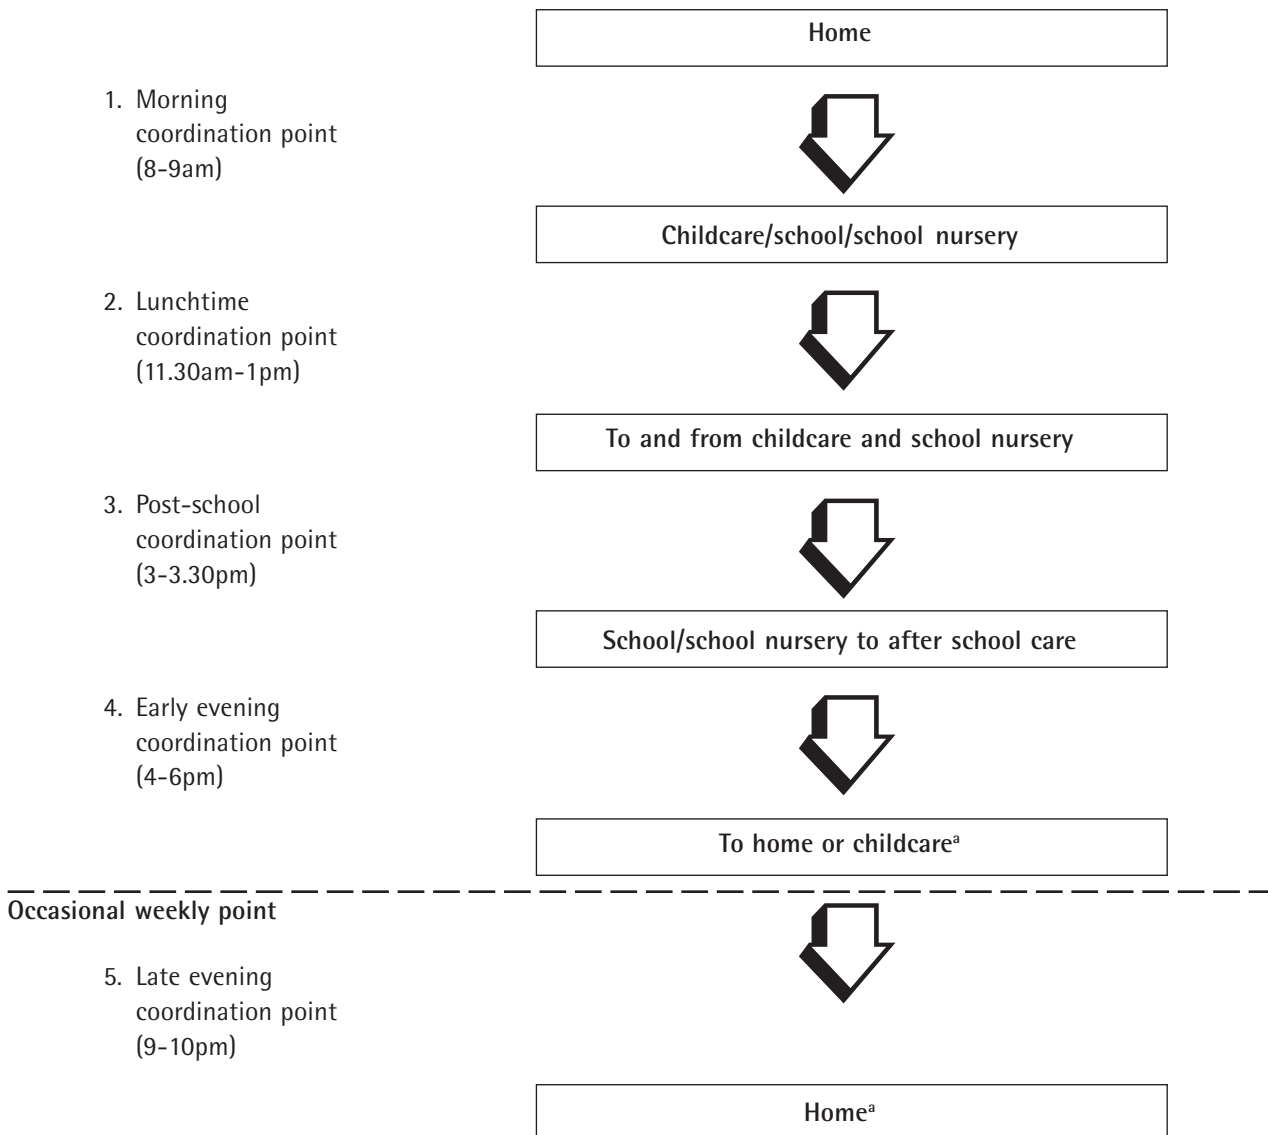 Home
1. Morning
coordination point
(8-9am)
Childcare/school/school nursery
2. Lunchtime
coordination point
(11.30am-1pm)
To and from childcare and school nursery
3. Post-school
coordination point
(3-3.30pm)
School/school nursery to after school care
4. Early evening
coordination point
(4-6pm)
To home or childcareᵃ
Occasional weekly point
5. Late evening
coordination point
(9-10pm)
Homeᵃ